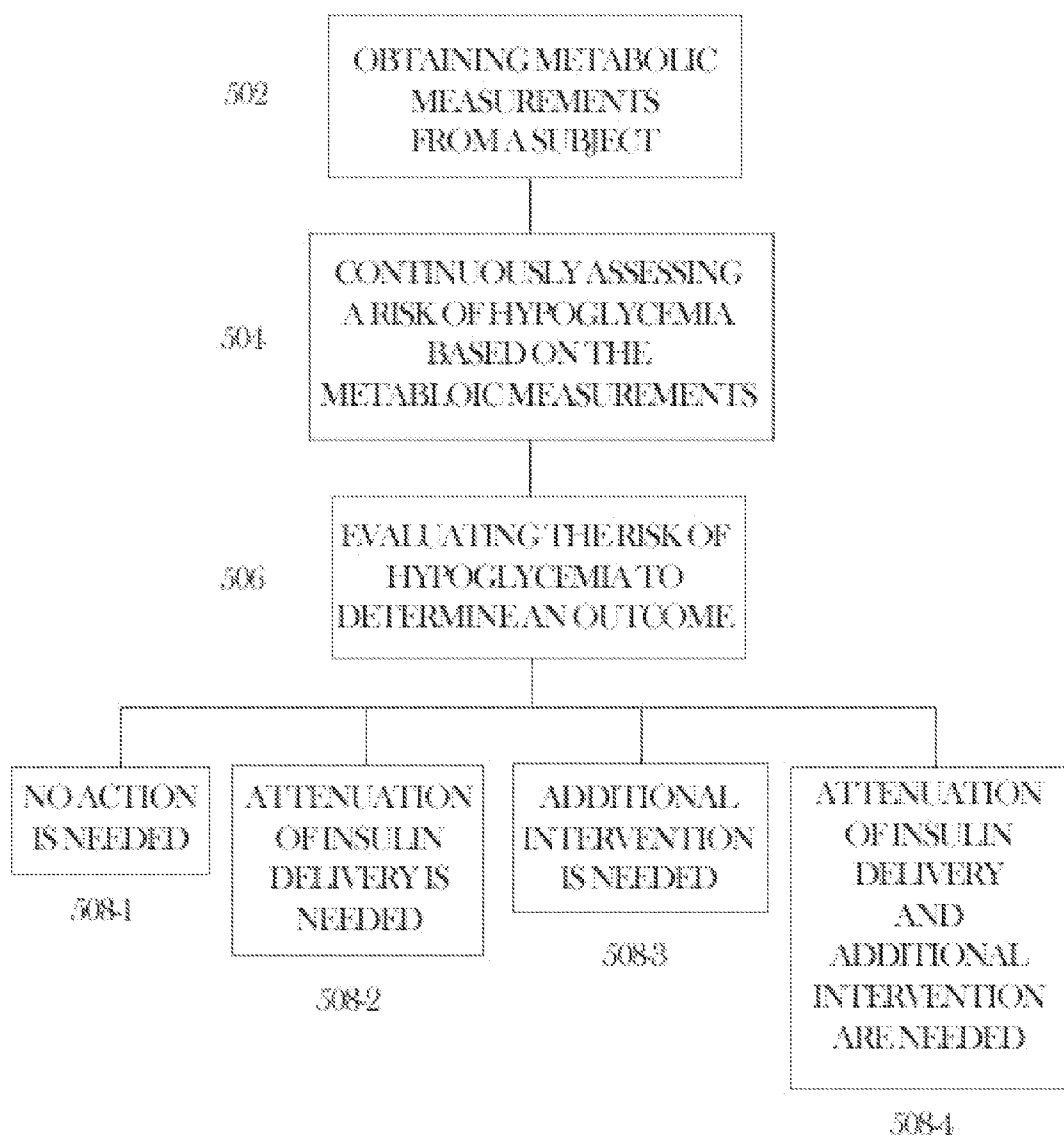 502
OBTAINING METABOLIC
MEASUREMENTS
FROM A SUBJECT
504
CONTINUOUSLY ASSESSING
A RISK OF HYPOGLYCEMIA
BASED ON THE
METABLOIC MEASUREMENTS
506
EVALUATING THE RISK OF
HYPOGLYCEMIA TO
DETERMINE AN OUTCOME
NO ACTION
IS NEEDED
508-1
ATTENUATION
OF INSULIN
DELIVERY IS
NEEDED
508-2
ADDITIONAL
INTERVENTION
IS NEEDED
508-3
ATTENUATION
OF INSULIN
DELIVERY
AND
ADDITIONAL
INTERVENTION
ARE NEEDED
508-4